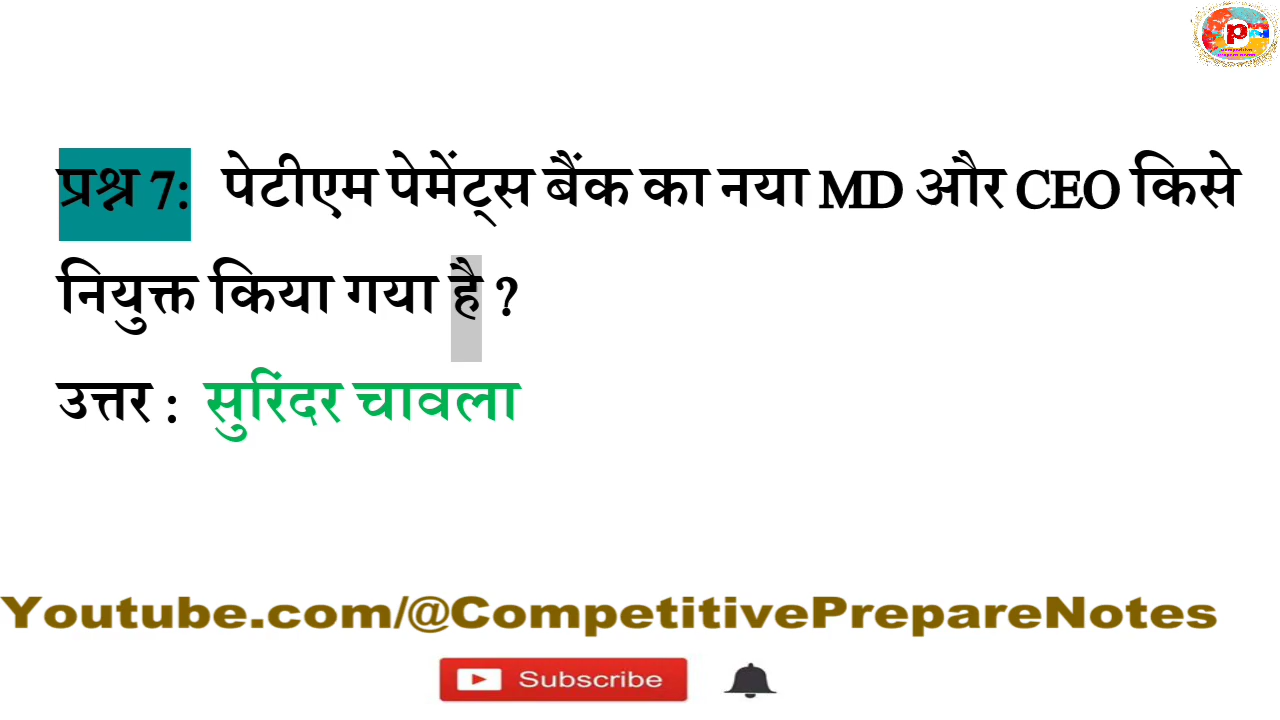 प्रश्न 7: पेटीएम पेमेंट्स बैंक का नया MD और CEO किसे
नियुक्त किया गया है ?
उत्तर : सुरिंदर चावला
Youtube.com/@CompetitivePrepareNotes
Subscribe